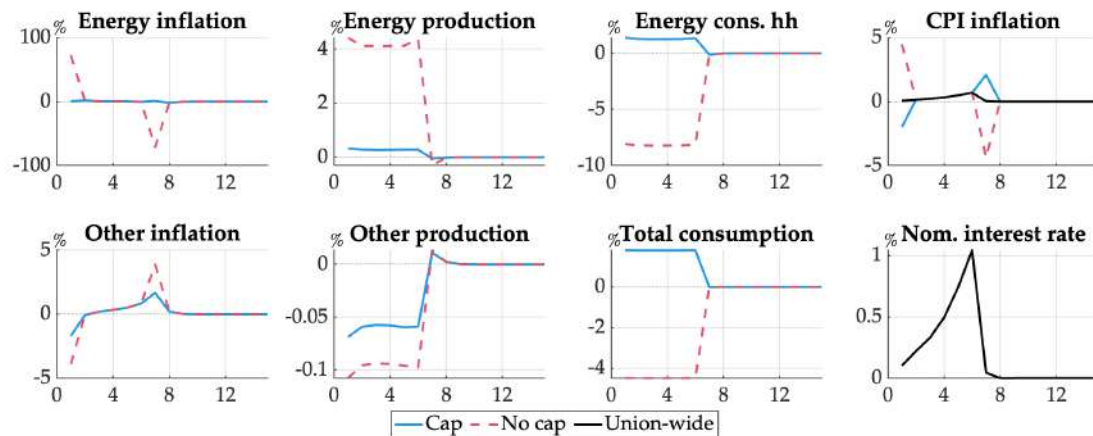 Energy inflation
%
100
0
-100
0 4 8 12
Energy production
%
4
2
0
0 4 8 12
Energy cons. hh
%
0
-5
-10
0 4 8 12
CPI inflation
%
5
0
-5
0 4 8 12
Other inflation
%
5
0
-5
0 4 8 12
Other production
%
0
-0.05
-0.1
0 4 8 12
Total consumption
%
0
-2
-4
0 4 8 12
Nom. interest rate
%
1
0.5
0
0 4 8 12
Cap No cap Union-wide